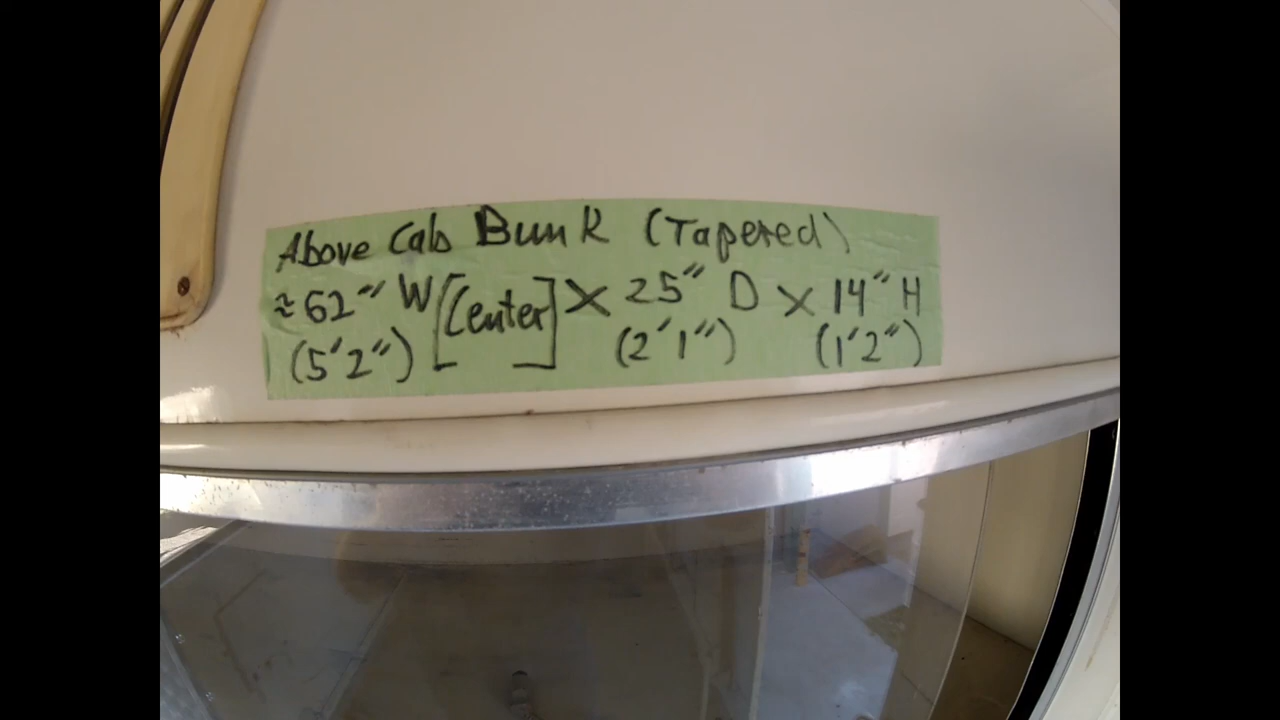 Above Cab Bunk (Tapered)
≈62" W [Center] X 25" D X 14" H
(5'2") (2'1") (1'2")